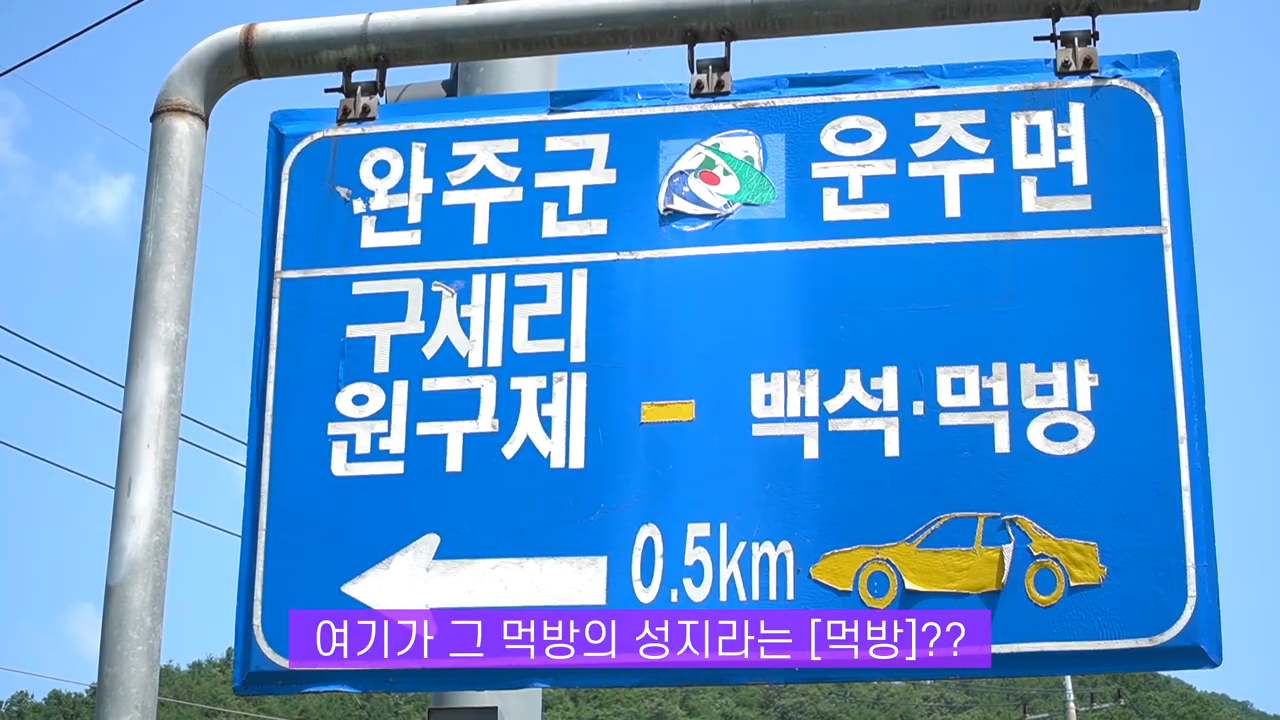 완주군 운주면
구세리
원구제 - 백석·먹방
0.5km
여기가 그 먹방의 성지라는 [먹방]??